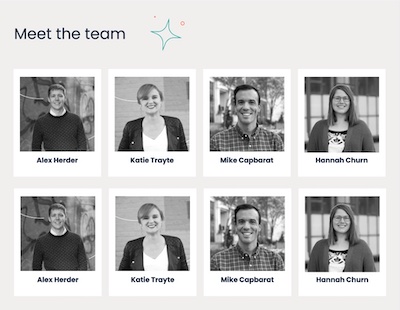 Meet the team
Alex Herder
Katie Trayte
Mike Capbarat
Hannah Churn
Alex Herder
Katie Trayte
Mike Capbarat
Hannah Churn